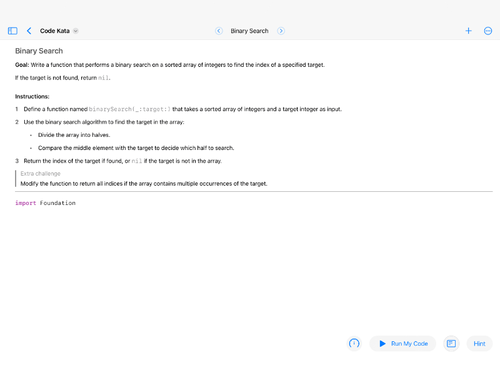 Code Kata
Binary Search
Binary Search
Goal: Write a function that performs a binary search on a sorted array of integers to find the index of a specified target.
If the target is not found, return nil.
Instructions:
1 Define a function named binarySearch(_:target:) that takes a sorted array of integers and a target integer as input.
2 Use the binary search algorithm to find the target in the array:
• Divide the array into halves.
• Compare the middle element with the target to decide which half to search.
3 Return the index of the target if found, or nil if the target is not in the array.
Extra challenge
Modify the function to return all indices if the array contains multiple occurrences of the target.
import Foundation
Run My Code
Hint